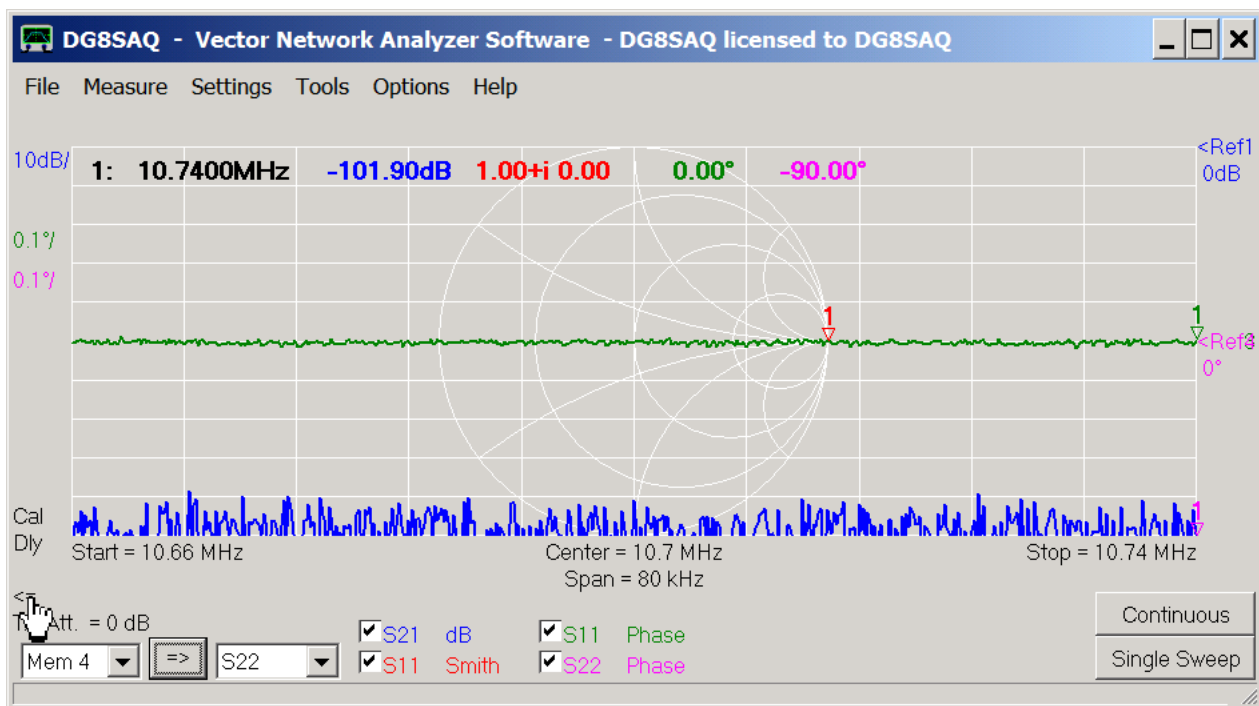 DG8SAQ - Vector Network Analyzer Software - DG8SAQ licensed to DG8SAQ
File Measure Settings Tools Options Help
10dB/ 1: 10.7400MHz -101.90dB 1.00+i 0.00 0.00° -90.00° <Ref1
0dB
0.1°/
0.1°/
1 1
<Ref
0°
Cal 1
Dly Start = 10.66 MHz Center = 10.7 MHz Stop = 10.74 MHz
Span = 80 kHz
<=
Att. = 0 dB Continuous
S21 dB S11 Phase
Mem 4 => S22 S11 Smith S22 Phase Single Sweep